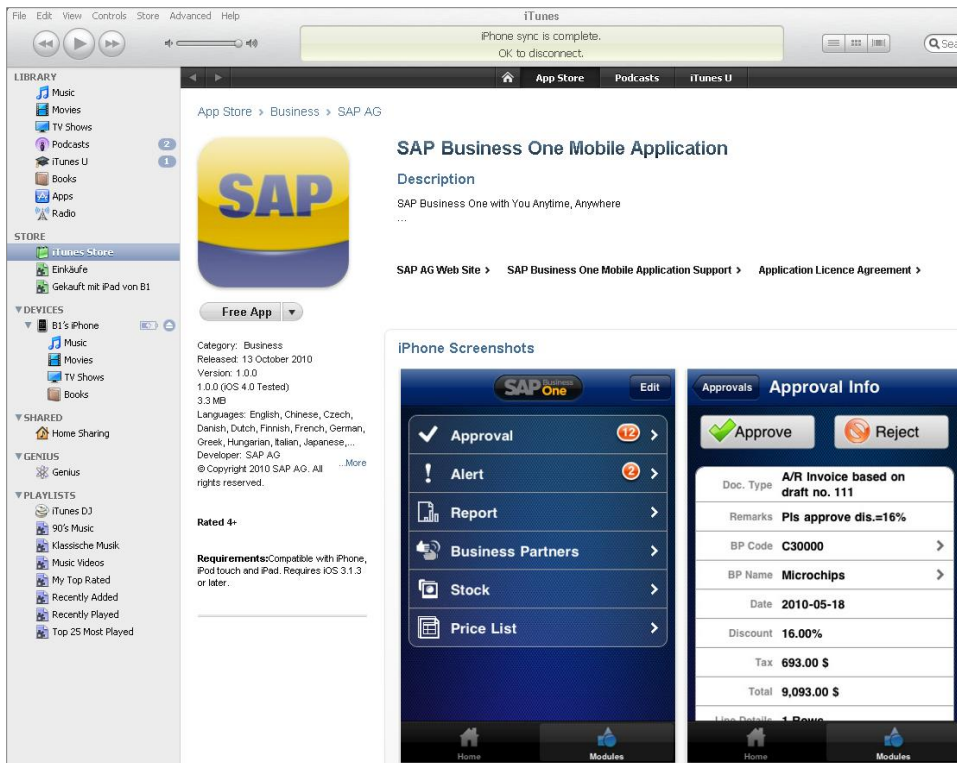 File Edit View Controls Store Advanced Help
iTunes
iPhone sync is complete.
OK to disconnect.
LIBRARY
Music
Movies
TV Shows
Podcasts 2
iTunes U 1
Books
Apps
Radio
STORE
iTunes Store
Einkäufe
Gekauft mit iPad von B1
DEVICES
B1's iPhone
Music
Movies
TV Shows
Books
SHARED
Home Sharing
GENIUS
Genius
PLAYLISTS
iTunes DJ
90's Music
Klassische Musik
Music Videos
My Top Rated
Recently Added
Recently Played
Top 25 Most Played
App Store Podcasts iTunes U
App Store > Business > SAP AG
SAP
Free App
Category: Business
Released: 13 October 2010
Version: 1.0.0
1.0.0 (iOS 4.0 Tested)
3.3 MB
Languages: English, Chinese, Czech,
Danish, Dutch, Finnish, French, German,
Greek, Hungarian, Italian, Japanese,...
Developer: SAP AG
© Copyright 2010 SAP AG. All ...More
rights reserved.
Rated 4+
Requirements:Compatible with iPhone,
iPod touch and iPad. Requires iOS 3.1.3
or later.
SAP Business One Mobile Application
Description
SAP Business One with You Anytime, Anywhere
...
SAP AG Web Site > SAP Business One Mobile Application Support > Application Licence Agreement >
iPhone Screenshots
SAP Business One Edit
Approval 12
Alert 2
Report
Business Partners
Stock
Price List
Home Modules
Approvals Approval Info
Approve Reject
Doc. Type A/R Invoice based on
draft no. 111
Remarks Pls approve dis.=16%
BP Code C30000
BP Name Microchips
Date 2010-05-18
Discount 16.00%
Tax 693.00 $
Total 9,093.00 $
Line Details 1 Rows
Home Modules